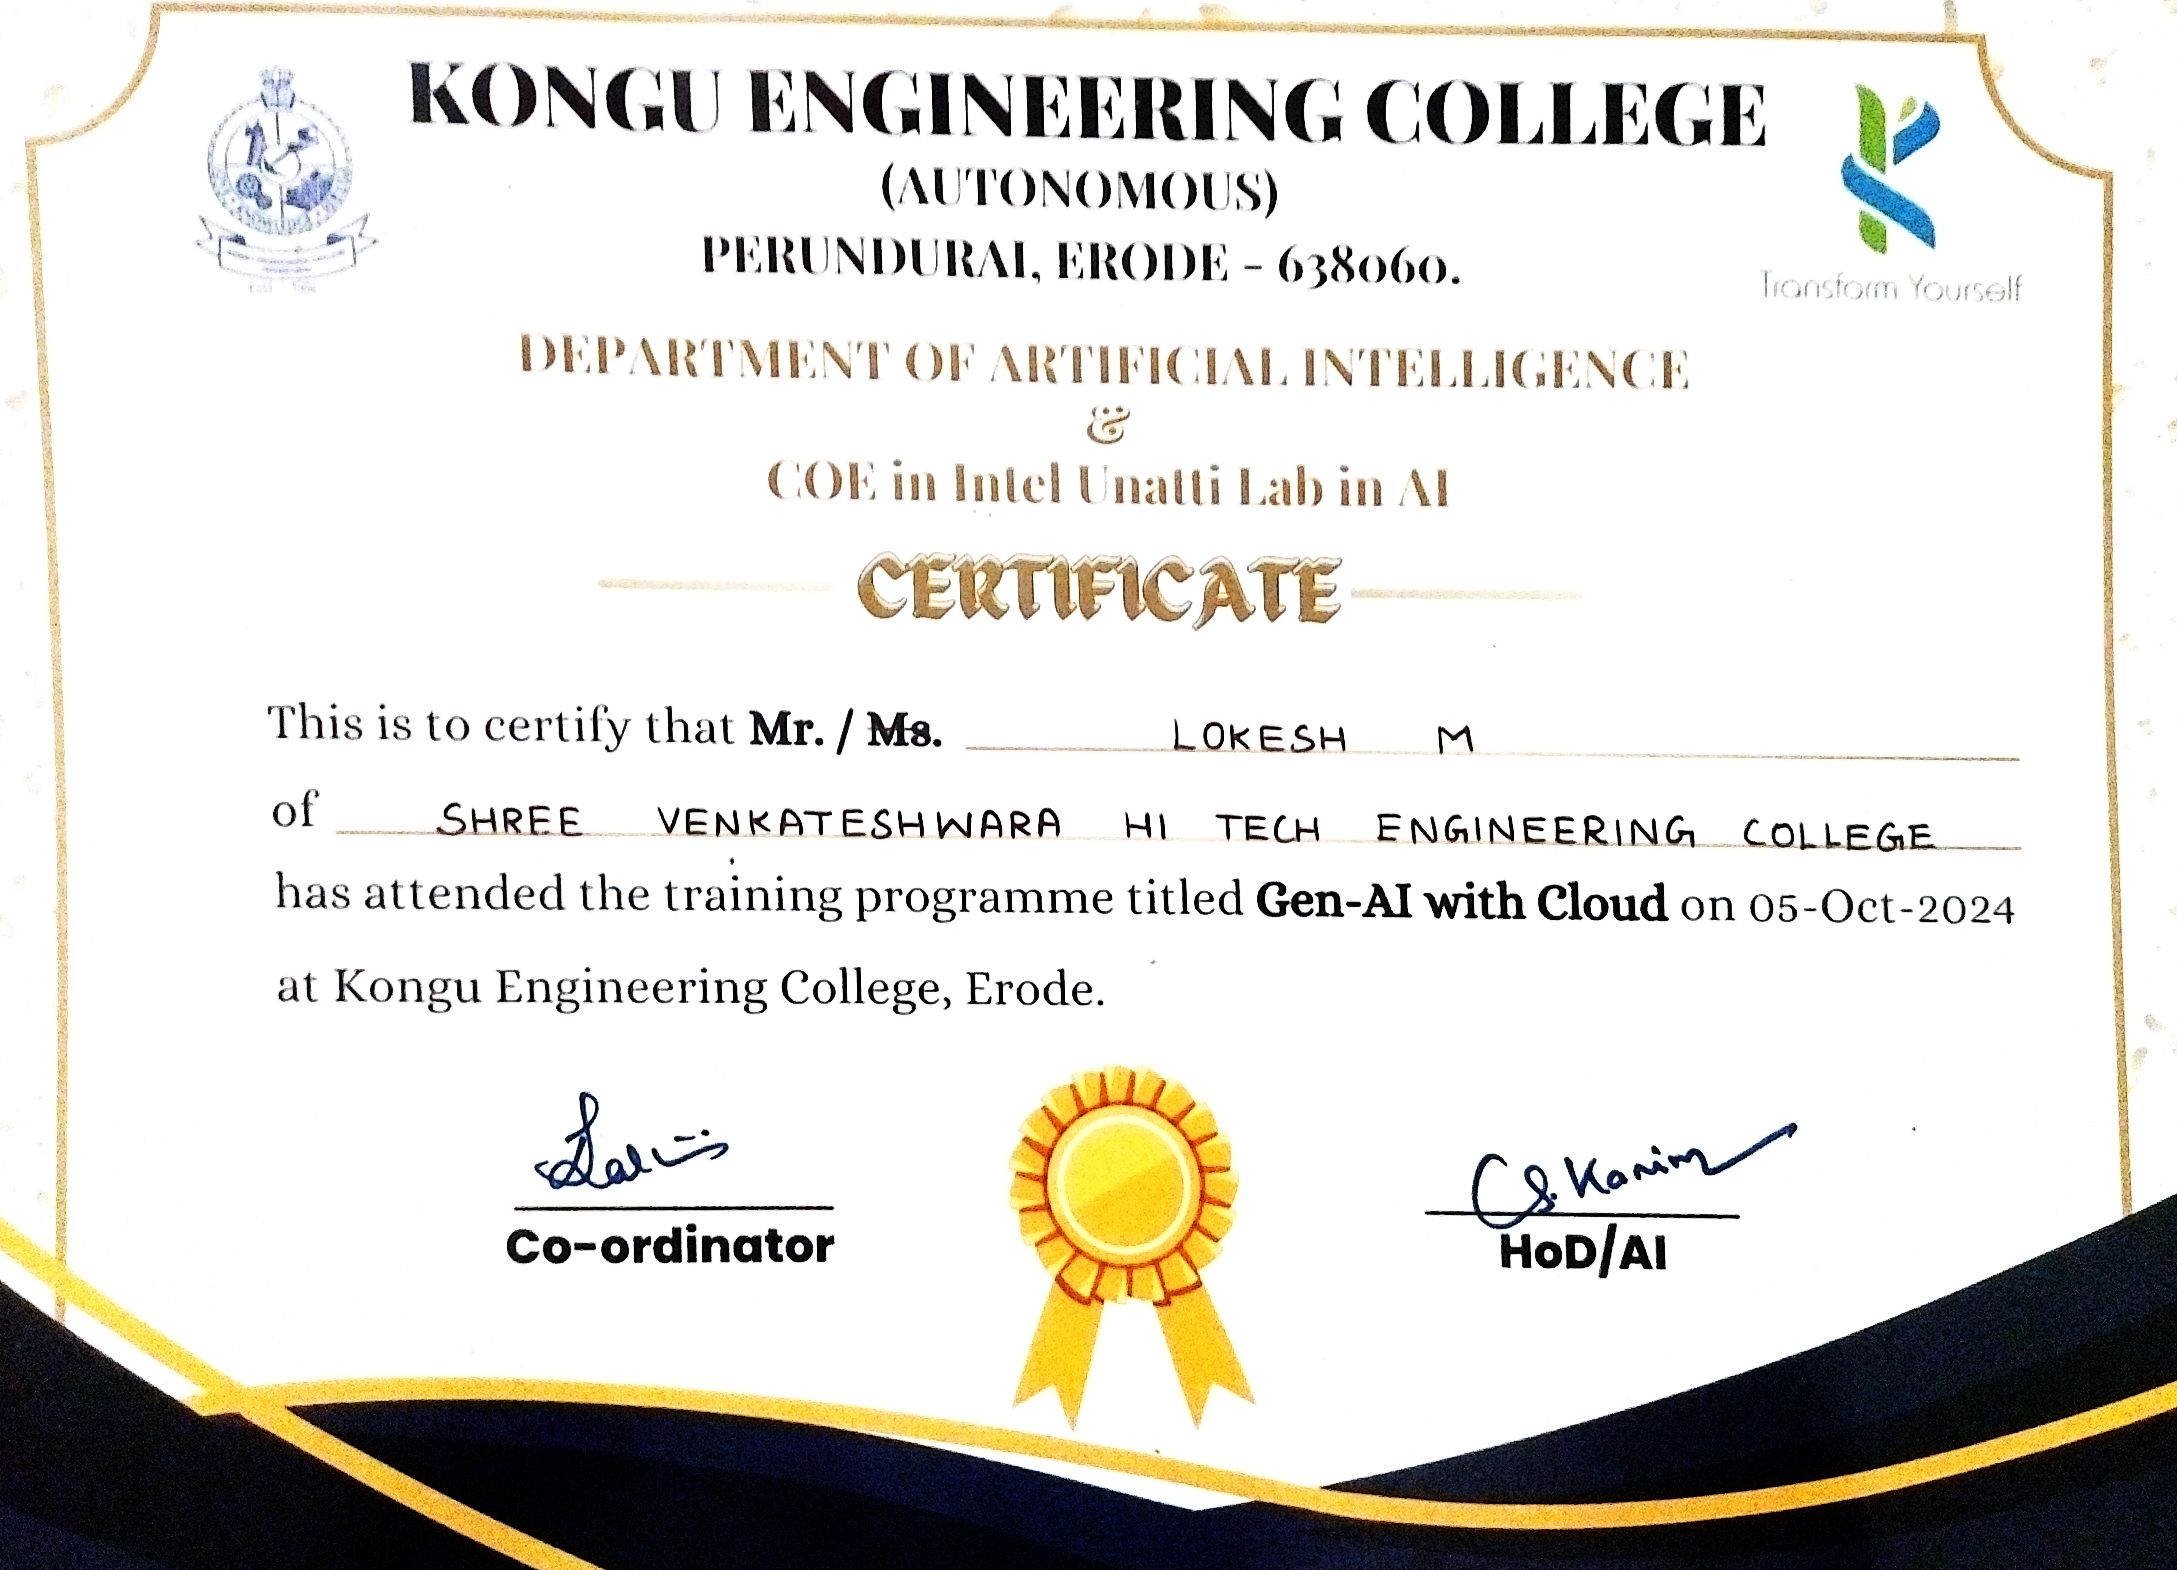 KONGU ENGINEERING COLLEGE
(AUTONOMOUS)
PERUNDURAI, ERODE - 638060.
Transform Yourself
DEPARTMENT OF ARTIFICIAL INTELLIGENCE
&
COE in Intel Unatti Lab in AI
CERTIFICATE
This is to certify that Mr. / Ms. LOKESH M
of SHREE VENKATESHWARA HI TECH ENGINEERING COLLEGE
has attended the training programme titled Gen-AI with Cloud on 05-Oct-2024
at Kongu Engineering College, Erode.
Co-ordinator
HoD/AI